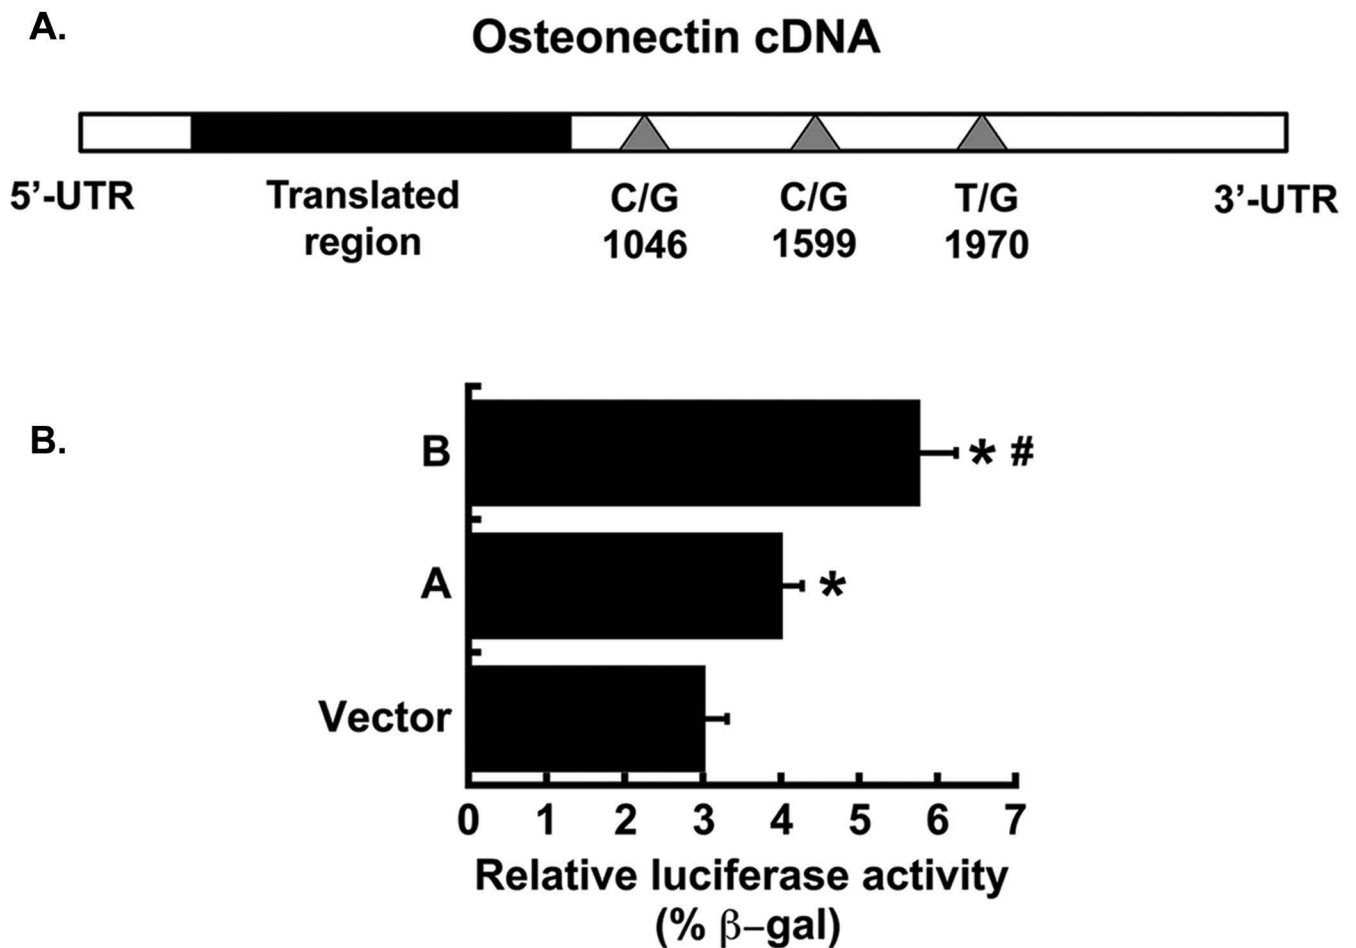 A.
Osteonectin cDNA
5’-UTR
Translated
region
C/G
1046
C/G
1599
T/G
1970
3’-UTR
B.
B
* #
A
*
Vector
0 1 2 3 4 5 6 7
Relative luciferase activity
(% β–gal)